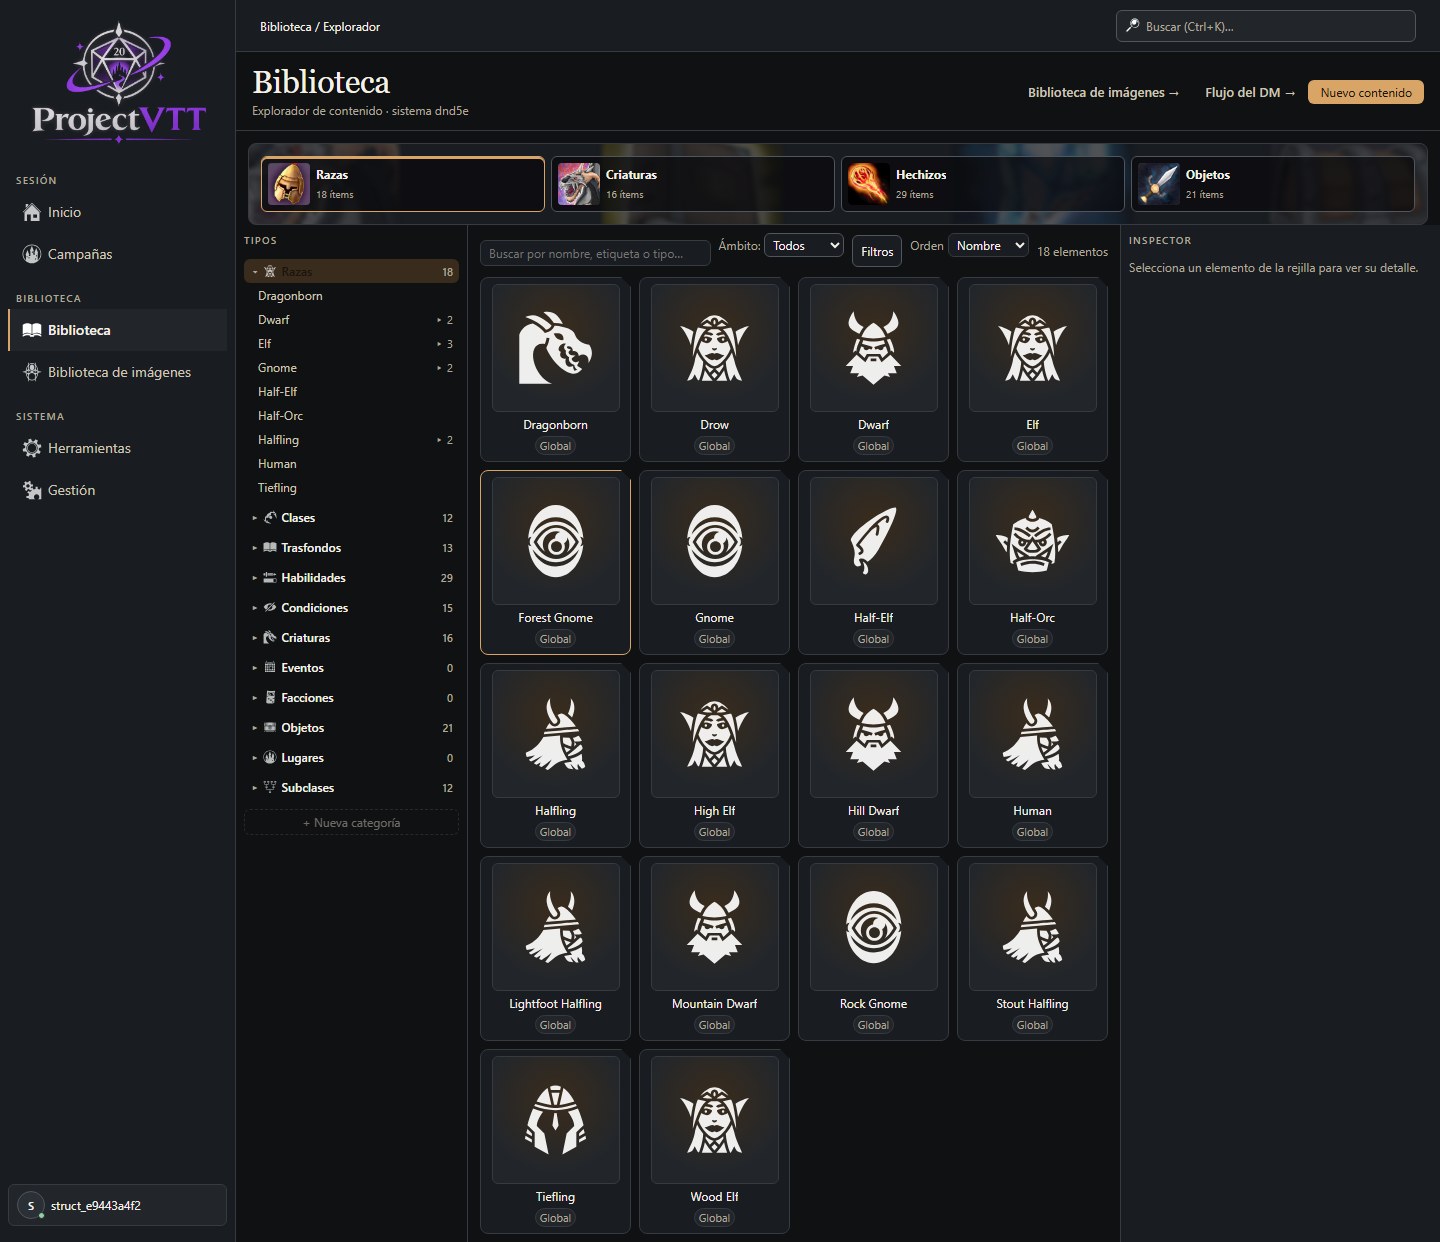 20
ProjectVTT
SESIÓN
Inicio
Campañas
BIBLIOTECA
Biblioteca
Biblioteca de imágenes
SISTEMA
Herramientas
Gestión
S
struct_e9443a4f2
Biblioteca / Explorador
Buscar (Ctrl+K)...
Biblioteca
Explorador de contenido · sistema dnd5e
Biblioteca de imágenes →
Flujo del DM →
Nuevo contenido
Razas
18 ítems
Criaturas
16 ítems
Hechizos
29 ítems
Objetos
21 ítems
TIPOS
Razas 18
Dragonborn
Dwarf 2
Elf 3
Gnome 2
Half-Elf
Half-Orc
Halfling 2
Human
Tiefling
Clases 12
Trasfondos 13
Habilidades 29
Condiciones 15
Criaturas 16
Eventos 0
Facciones 0
Objetos 21
Lugares 0
Subclases 12
+ Nueva categoría
Buscar por nombre, etiqueta o tipo...
Ámbito: Todos
Filtros
Orden Nombre
18 elementos
Dragonborn
Global
Drow
Global
Dwarf
Global
Elf
Global
Forest Gnome
Global
Gnome
Global
Half-Elf
Global
Half-Orc
Global
Halfling
Global
High Elf
Global
Hill Dwarf
Global
Human
Global
Lightfoot Halfling
Global
Mountain Dwarf
Global
Rock Gnome
Global
Stout Halfling
Global
Tiefling
Global
Wood Elf
Global
INSPECTOR
Selecciona un elemento de la rejilla para ver su detalle.